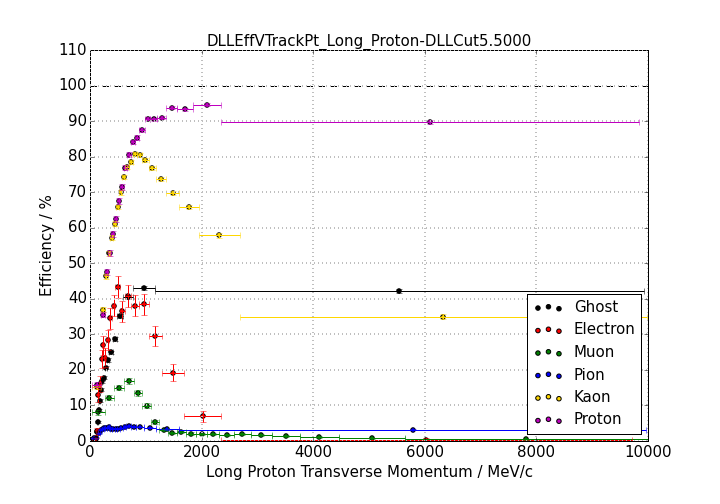 DLLEffVTrackPt_Long_Proton-DLLCut5.5000
110
100
90
80
70
60
50
40
30
20
10
0
Efficiency / %
Ghost
Electron
Muon
Pion
Kaon
Proton
0 2000 4000 6000 8000 10000
Long Proton Transverse Momentum / MeV/c